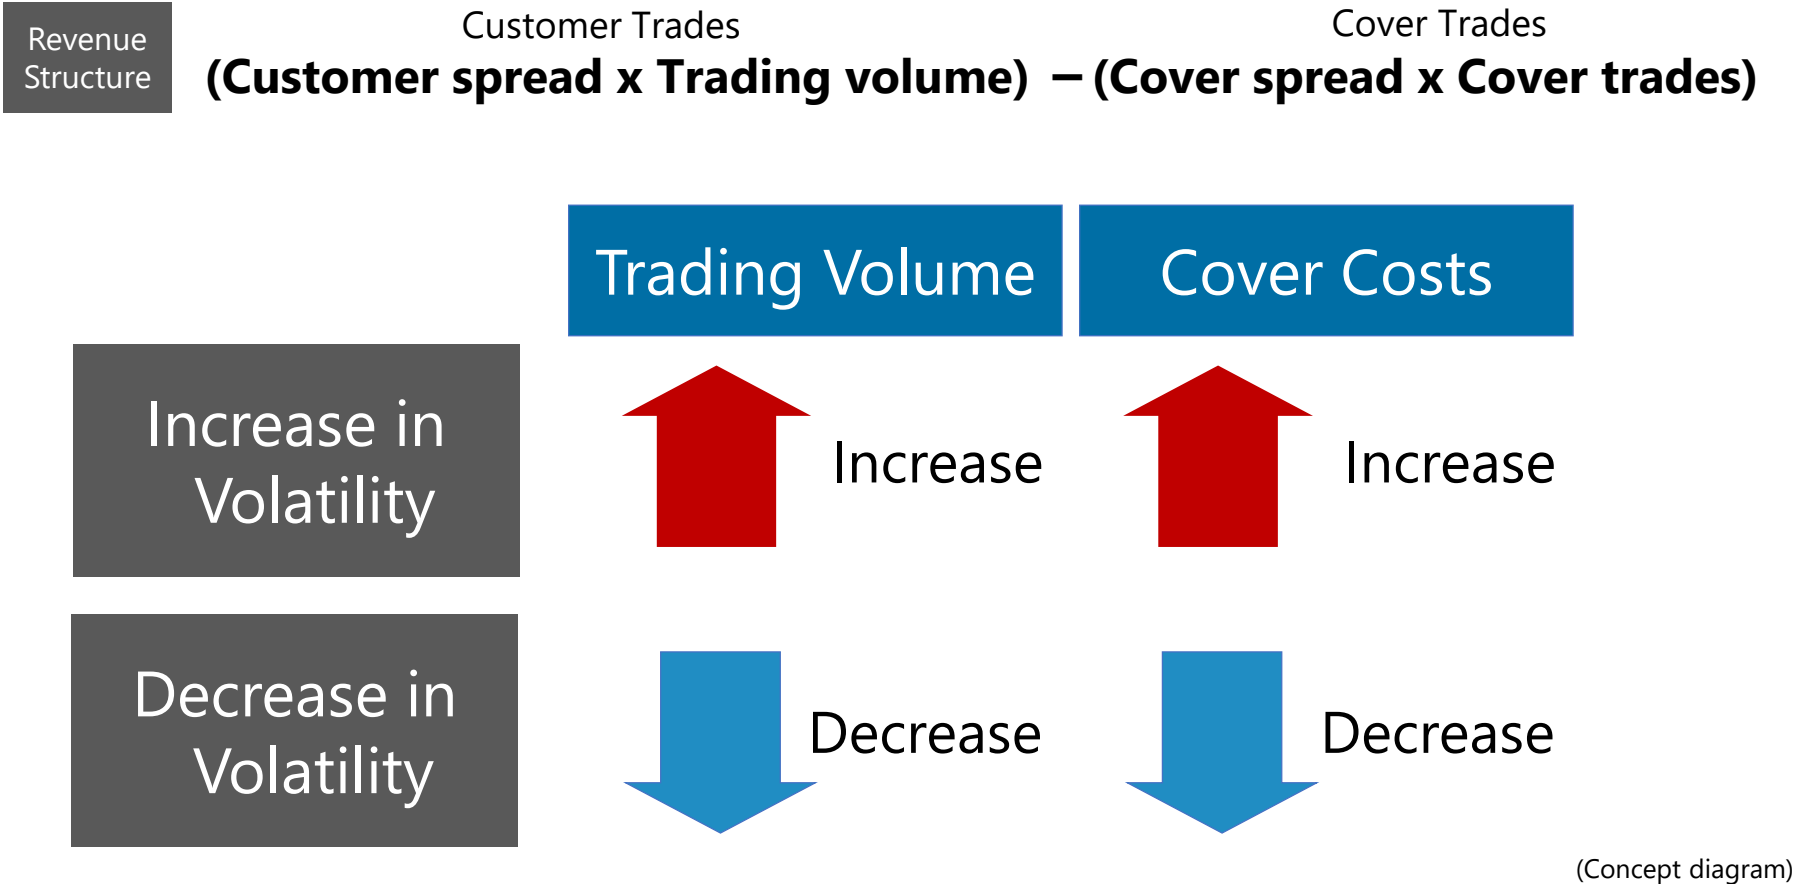 Revenue
Structure
Customer Trades
(Customer spread x Trading volume)
Cover Trades
– (Cover spread x Cover trades)
Trading Volume
Cover Costs
Increase in
Volatility
Increase
Increase
Decrease in
Volatility
Decrease
Decrease
(Concept diagram)